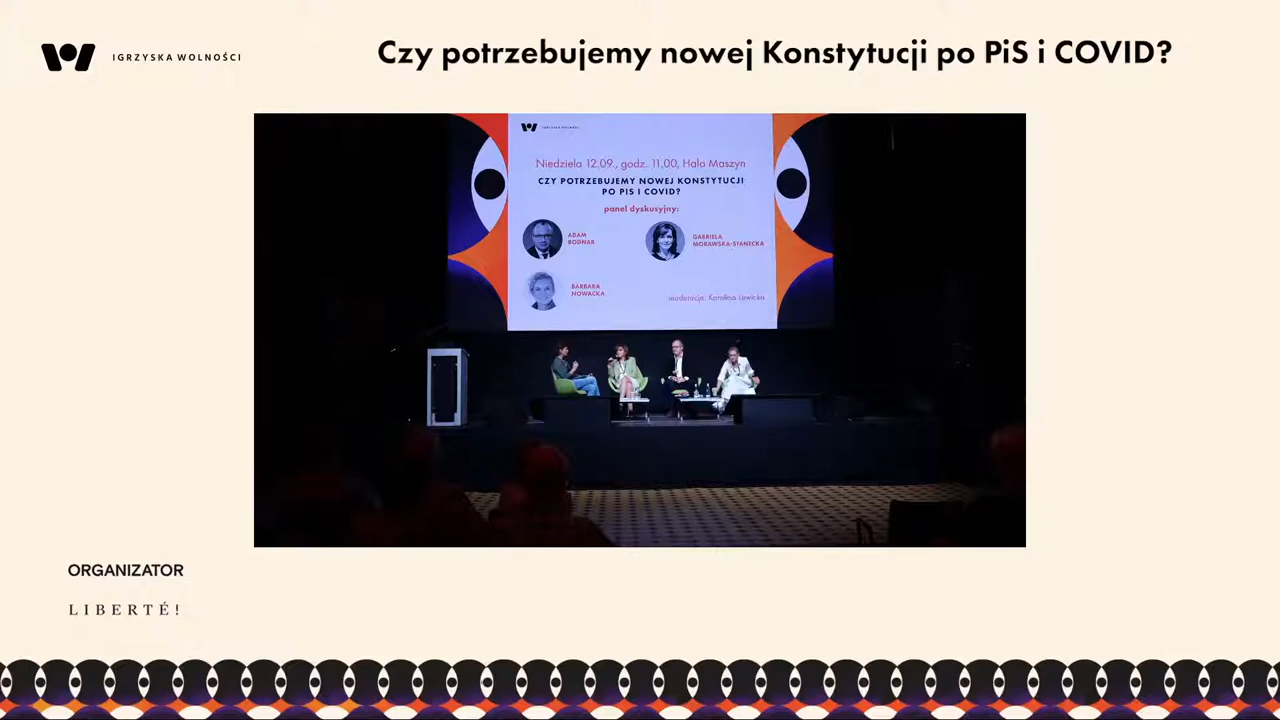 IGRZYSKA WOLNOŚCI
Czy potrzebujemy nowej Konstytucji po PiS i COVID?
IGRZYSKA WOLNOŚCI
Niedziela 12.09., godz. 11.00, Hala Maszyn
CZY POTRZEBUJEMY NOWEJ KONSTYTUCJI
PO PIS I COVID?
panel dyskusyjny:
ADAM
BODNAR
GABRIELA
MORAWSKA-STANECKA
BARBARA
NOWACKA
moderacja: Karolina Lewicka
ORGANIZATOR
LIBERTÉ!